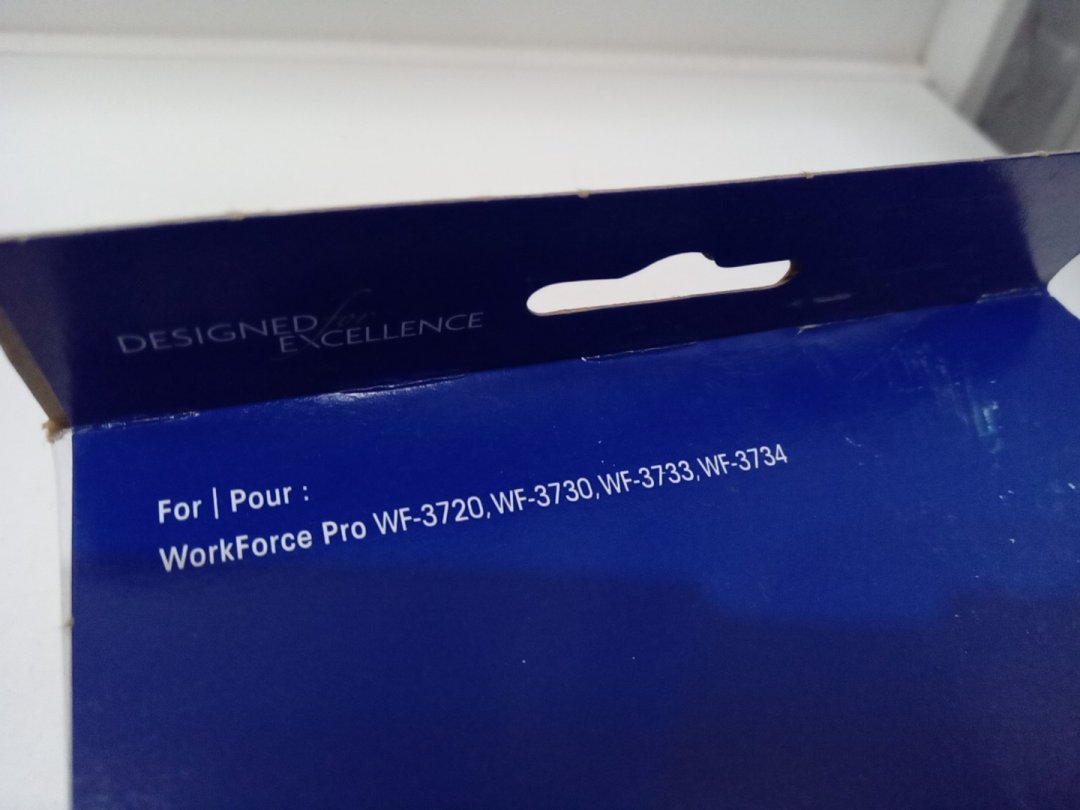 DESIGNED for
EXCELLENCE
For | Pour :
WorkForce Pro WF-3720, WF-3730, WF-3733, WF-3734